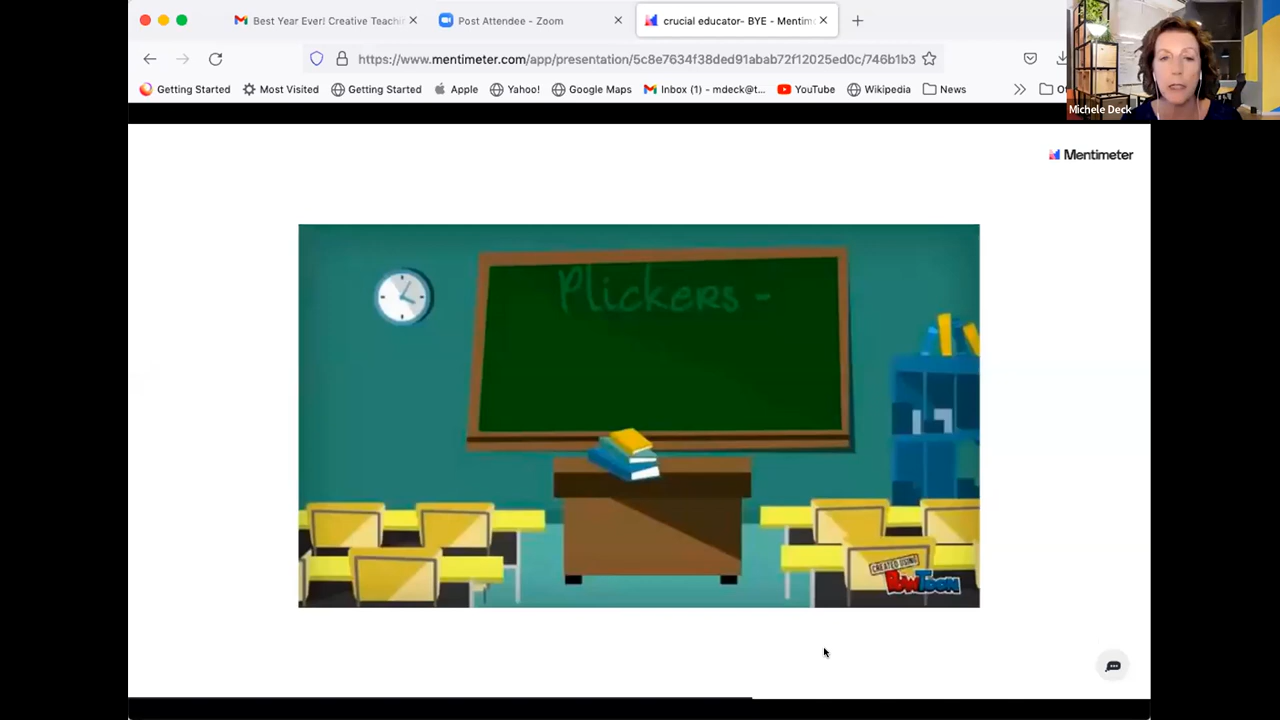 Best Year Ever! Creative Teachin
Post Attendee - Zoom
crucial educator- BYE - Mentim
https://www.mentimeter.com/app/presentation/5c8e7634f38ded91abab72f12025ed0c/746b1b3
Getting Started
Most Visited
Getting Started
Apple
Yahoo!
Google Maps
Inbox (1) - mdeck@t...
YouTube
Wikipedia
News
Michele Deck
Mentimeter
Plickers -
CREATED USING
POWTOON